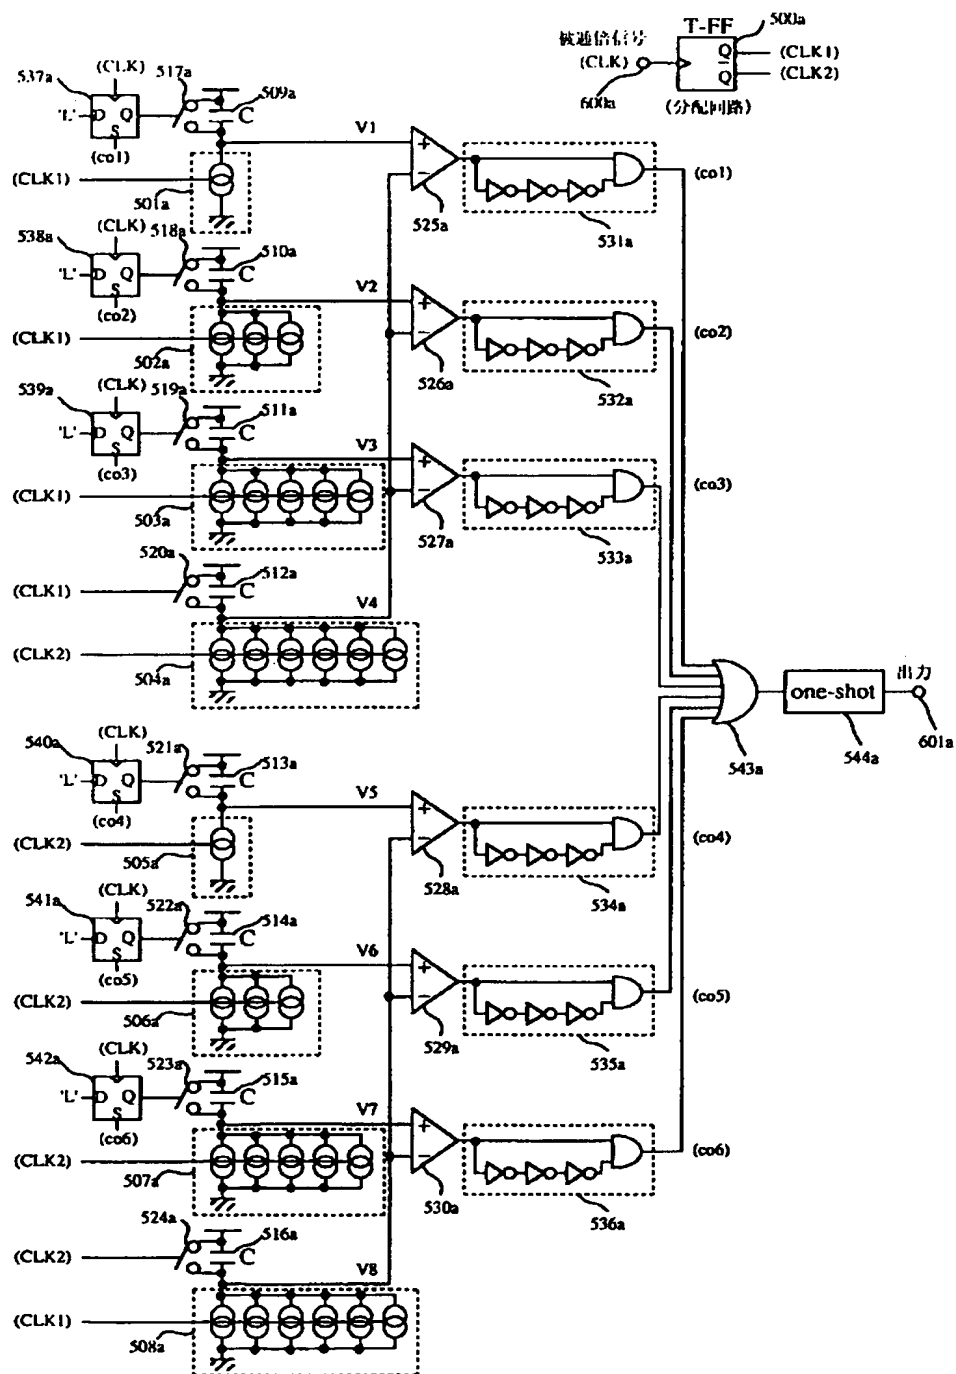 T-FF
500a
被逓倍信号
(CLK)
Q
Q
(CLK1)
(CLK2)
600a
(分配回路)
537a
(CLK)
517a
509a
'L'
D
Q
S
C
(co1)
V1
(CLK1)
501a
+
−
525a
531a
(co1)
538a
(CLK)
518a
510a
'L'
D
Q
S
C
(co2)
V2
(CLK1)
502a
+
−
526a
532a
(co2)
539a
(CLK)
519a
511a
'L'
D
Q
S
C
(co3)
V3
(CLK1)
503a
+
−
527a
533a
(co3)
520a
512a
(CLK1)
C
V4
(CLK2)
504a
one-shot
出力
543a
544a
601a
540a
(CLK)
521a
513a
'L'
D
Q
S
C
(co4)
V5
(CLK2)
505a
+
−
528a
534a
(co4)
541a
(CLK)
522a
514a
'L'
D
Q
S
C
(co5)
V6
(CLK2)
506a
+
−
529a
535a
(co5)
542a
(CLK)
523a
515a
'L'
D
Q
S
C
(co6)
V7
(CLK2)
507a
+
−
530a
536a
(co6)
524a
516a
(CLK2)
C
V8
(CLK1)
508a